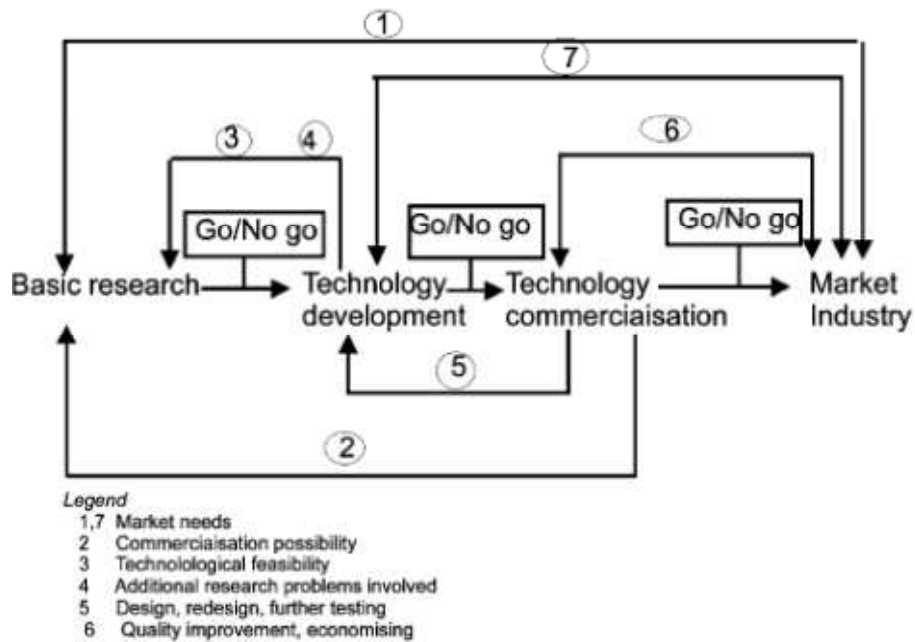 1
7
6
3 4
Go/No go Go/No go Go/No go
Basic research Technology Technology Market
development commerciaisation Industry
5
2
Legend
1,7 Market needs
2 Commerciaisation possibility
3 Technolological feasibility
4 Additional research problems involved
5 Design, redesign, further testing
6 Quality improvement, economising